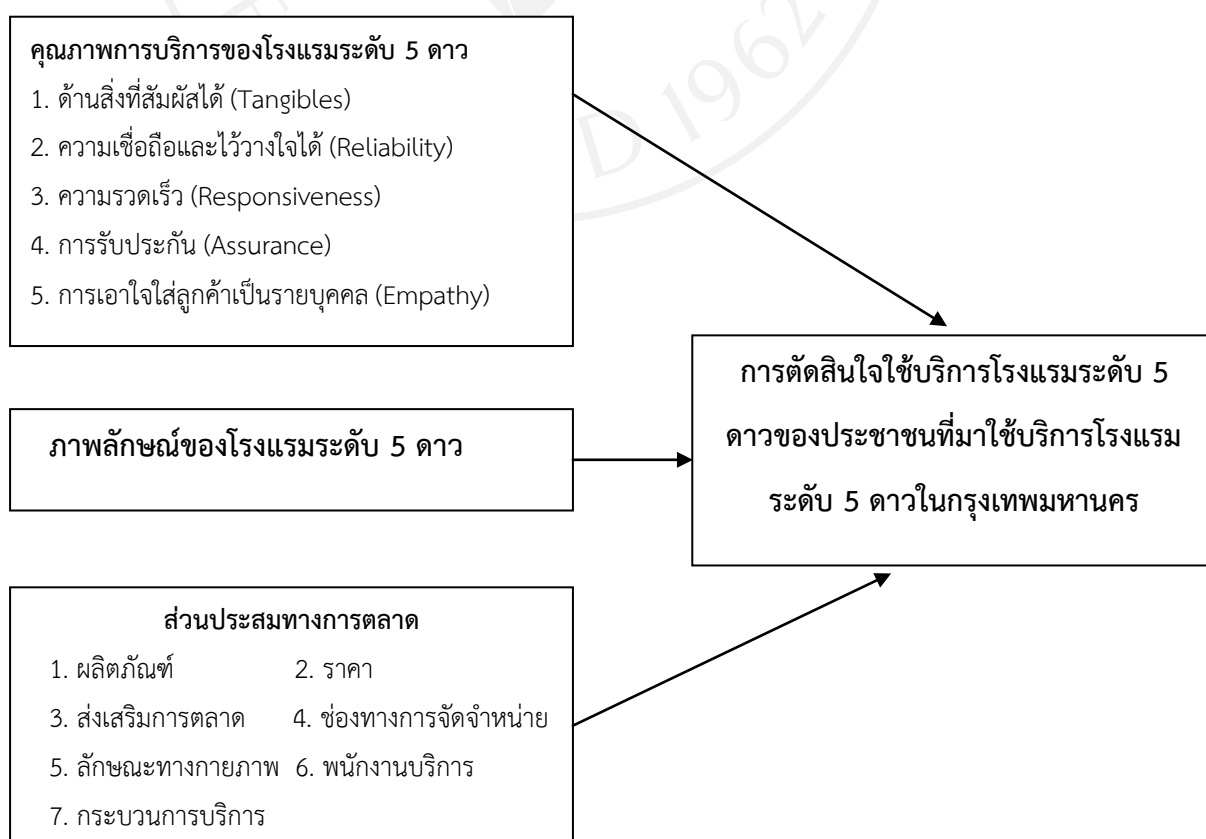 D 1962
คุณภาพการบริการของโรงแรมระดับ 5 ดาว
1. ด้านสิ่งที่สัมผัสได้ (Tangibles)
2. ความเชื่อถือและไว้วางใจได้ (Reliability)
3. ความรวดเร็ว (Responsiveness)
4. การรับประกัน (Assurance)
5. การเอาใจใส่ลูกค้าเป็นรายบุคคล (Empathy)
ภาพลักษณ์ของโรงแรมระดับ 5 ดาว
การตัดสินใจใช้บริการโรงแรมระดับ 5
ดาวของประชาชนที่มาใช้บริการโรงแรม
ระดับ 5 ดาวในกรุงเทพมหานคร
ส่วนประสมทางการตลาด
1. ผลิตภัณฑ์ 2. ราคา
3. ส่งเสริมการตลาด 4. ช่องทางการจัดจำหน่าย
5. ลักษณะทางกายภาพ 6. พนักงานบริการ
7. กระบวนการบริการ